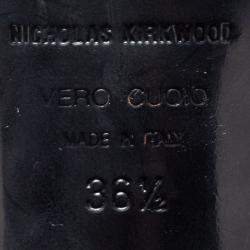 NICHOLAS KIRKWOOD
VERO CUOIO
MADE IN ITALY
36½